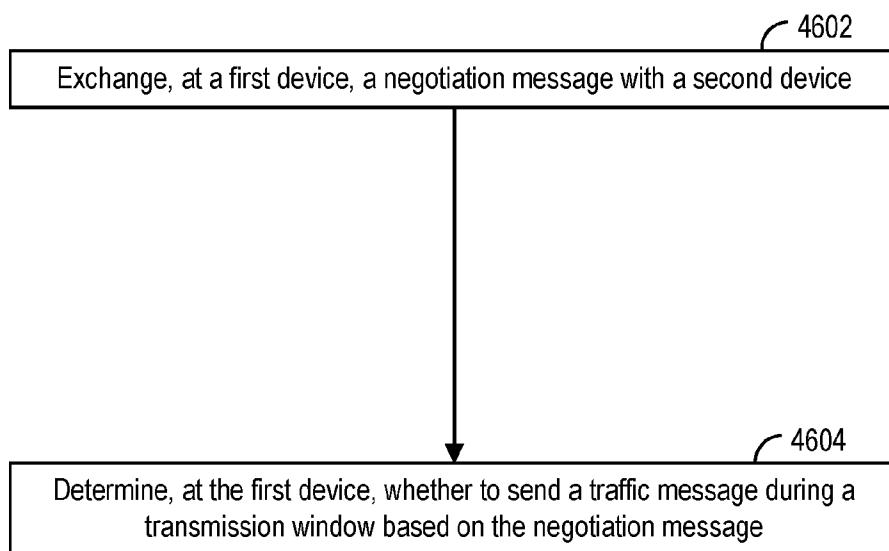 4602
Exchange, at a first device, a negotiation message with a second device
4604
Determine, at the first device, whether to send a traffic message during a
transmission window based on the negotiation message